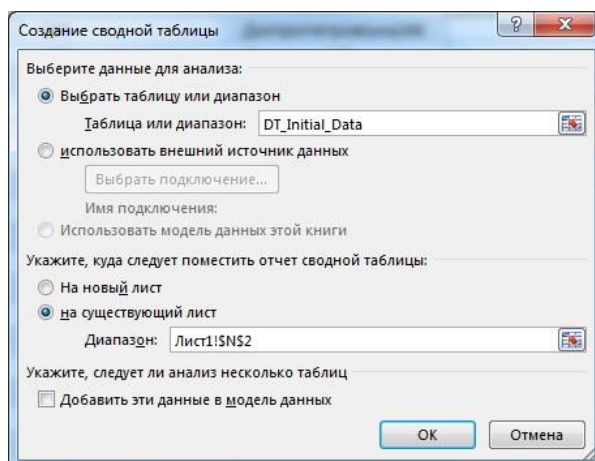 Создание сводной таблицы
?
X
Выберите данные для анализа:
Выбрать таблицу или диапазон
Таблица или диапазон: DT_Initial_Data
использовать внешний источник данных
Выбрать подключение...
Имя подключения:
Использовать модель данных этой книги
Укажите, куда следует поместить отчет сводной таблицы:
На новый лист
на существующий лист
Диапазон: Лист1!$N$2
Укажите, следует ли анализ несколько таблиц
Добавить эти данные в модель данных
ОК Отмена